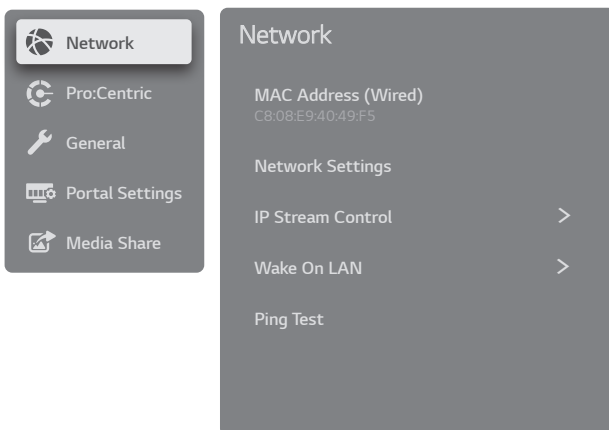 Network
Pro:Centric
General
Portal Settings
Media Share
Network
MAC Address (Wired)
C8:08:E9:40:49:F5
Network Settings
IP Stream Control
Wake On LAN
Ping Test